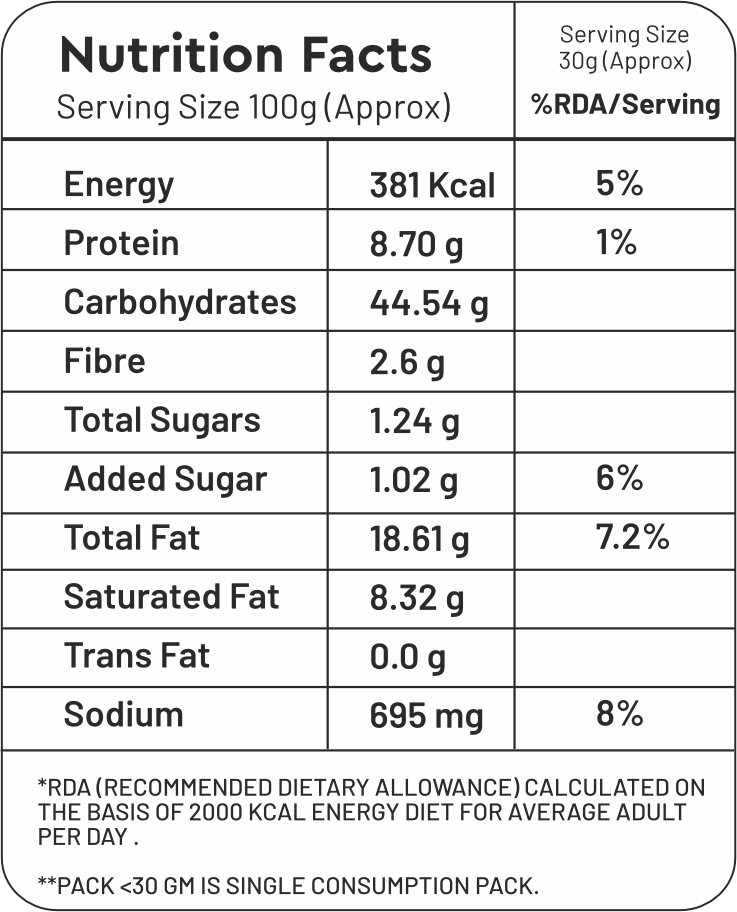 Nutrition Facts
Serving Size 100g (Approx)
Serving Size
30g (Approx)
%RDA/Serving
Energy 381 Kcal 5%
Protein 8.70 g 1%
Carbohydrates 44.54 g
Fibre 2.6 g
Total Sugars 1.24 g
Added Sugar 1.02 g 6%
Total Fat 18.61 g 7.2%
Saturated Fat 8.32 g
Trans Fat 0.0 g
Sodium 695 mg 8%
*RDA (RECOMMENDED DIETARY ALLOWANCE) CALCULATED ON
THE BASIS OF 2000 KCAL ENERGY DIET FOR AVERAGE ADULT
PER DAY .
**PACK <30 GM IS SINGLE CONSUMPTION PACK.